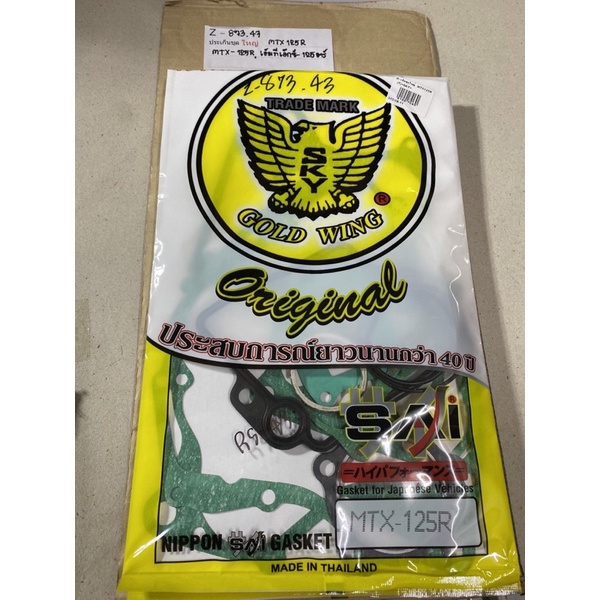 Z - 873.43
ประเก็นชุด ใหญ่ MTX 125R
MTX-125R, เอ็มทีเอ็กซ์-125อาร์
Z-873.43
TRADE MARK
SKY
GOLD WING
®
Original
ประสบการณ์ยาวนานกว่า 40 ปี
SAi
=ハイパフォーマンス=
Gasket for Japanese Vehicles
MTX-125R
NIPPON SAi GASKET
MADE IN THAILAND